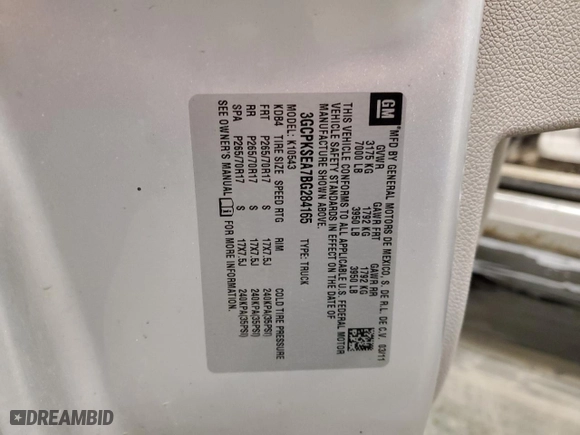 GM
MFD BY GENERAL MOTORS DE MEXICO, S. DE R.L. DE C.V. 03/11
GVWR GAWR FRT GAWR RR
3175 KG 1792 KG 1792 KG
7000 LB 3950 LB 3950 LB
THIS VEHICLE CONFORMS TO ALL APPLICABLE U.S. FEDERAL MOTOR
VEHICLE SAFETY STANDARDS IN EFFECT ON THE DATE OF
MANUFACTURE SHOWN ABOVE.
3GCPKSEA7BG284165 TYPE: TRUCK
MODEL: K10543
KDB4 TIRE SIZE SPEED RTG RIM COLD TIRE PRESSURE
FRT P265/70R17 S 17X7.5J 240KPA(35PSI)
RR P265/70R17 S 17X7.5J 240KPA(35PSI)
SPA P265/70R17 S 17X7.5J 240KPA(35PSI)
SEE OWNER'S MANUAL FOR MORE INFORMATION.
DREAMBID